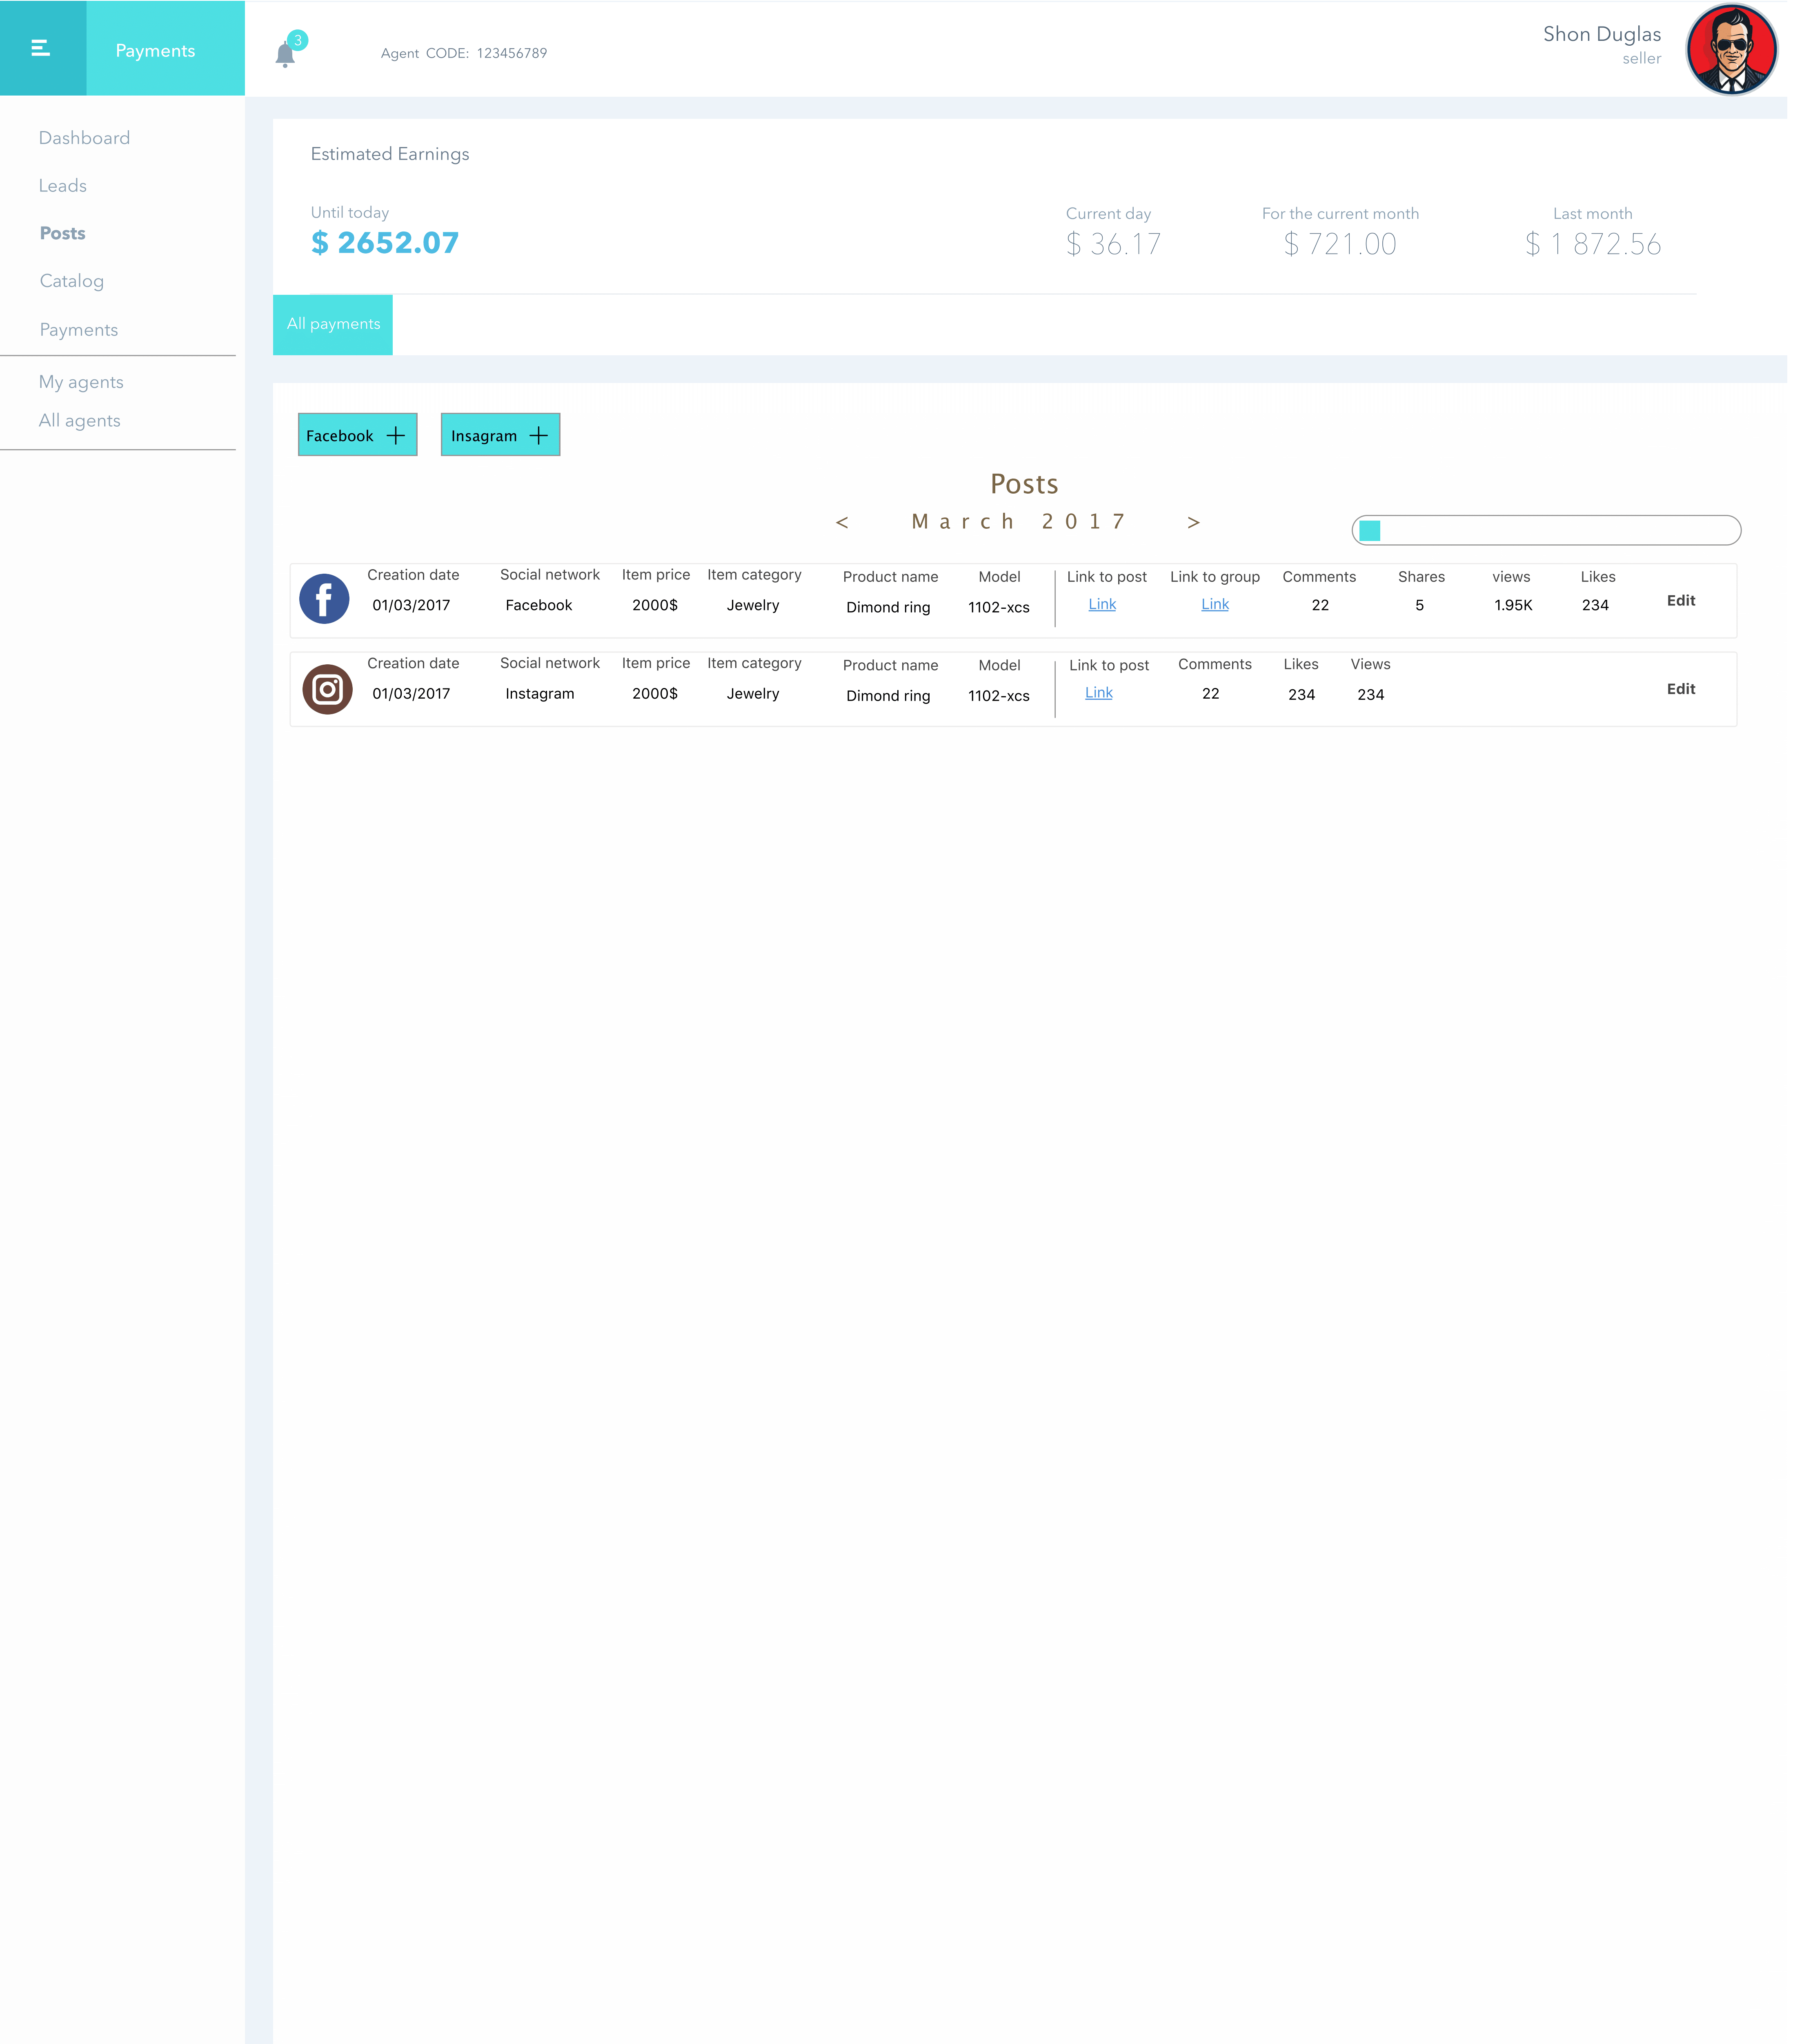 Payments
3
Agent CODE: 123456789
Shon Duglas
seller
Dashboard
Leads
Posts
Catalog
Payments
My agents
All agents
Estimated Earnings
Until today Current day For the current month Last month
$ 2652.07 $ 36.17 $ 721.00 $ 1 872.56
All payments
Facebook + Insagram +
Posts
< March 2017 >
Creation date Social network Item price Item category Product name Model Link to post Link to group Comments Shares views Likes
01/03/2017 Facebook 2000$ Jewelry Dimond ring 1102-xcs Link Link 22 5 1.95K 234 Edit
Creation date Social network Item price Item category Product name Model Link to post Comments Likes Views
01/03/2017 Instagram 2000$ Jewelry Dimond ring 1102-xcs Link 22 234 234 Edit